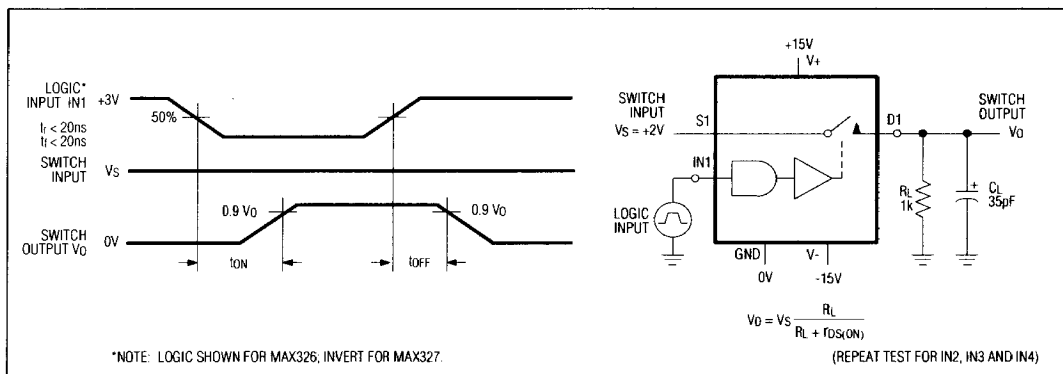 LOGIC*
INPUT IN1 +3V
50%
tr < 20ns
tf < 20ns
SWITCH
INPUT VS
0.9 VO
0.9 VO
SWITCH
OUTPUT VO 0V
tON
tOFF
*NOTE: LOGIC SHOWN FOR MAX326; INVERT FOR MAX327.
+15V
V+
SWITCH
INPUT
VS = +2V
S1
D1
SWITCH
OUTPUT
VO
IN1
LOGIC
INPUT
RL
1k
+
CL
35pF
GND
0V
V-
-15V
VD = VS RL
RL + rDS(ON)
(REPEAT TEST FOR IN2, IN3 AND IN4)